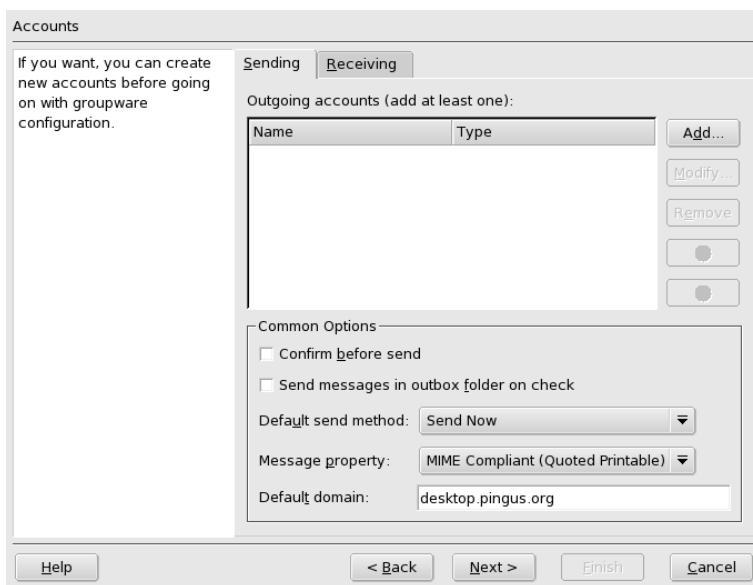 Accounts
If you want, you can create
new accounts before going
on with groupware
configuration.
Sending
Receiving
Outgoing accounts (add at least one):
Name
Type
Add...
Modify...
Remove
Common Options
Confirm before send
Send messages in outbox folder on check
Default send method:
Send Now
Message property:
MIME Compliant (Quoted Printable)
Default domain:
desktop.pingus.org
Help
< Back
Next >
Finish
Cancel